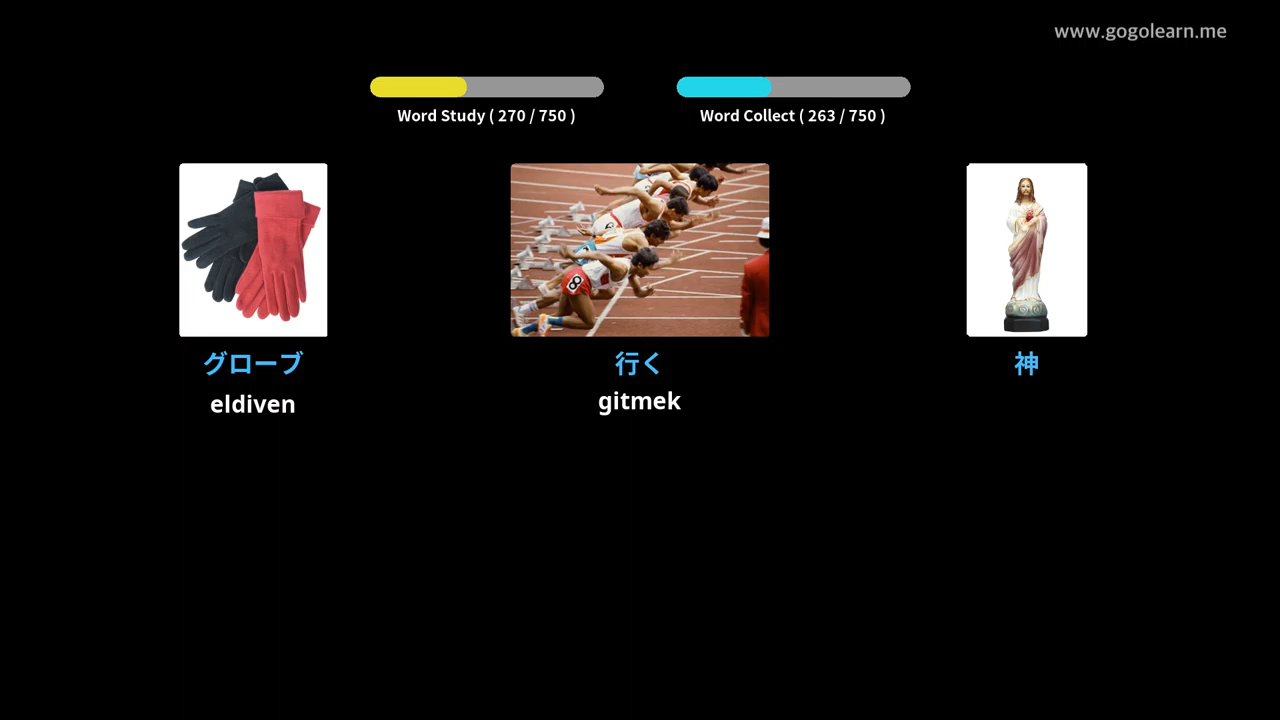 www.gogolearn.me
Word Study ( 270 / 750 )
Word Collect ( 263 / 750 )
グローブ
行く
神
eldiven
gitmek
8